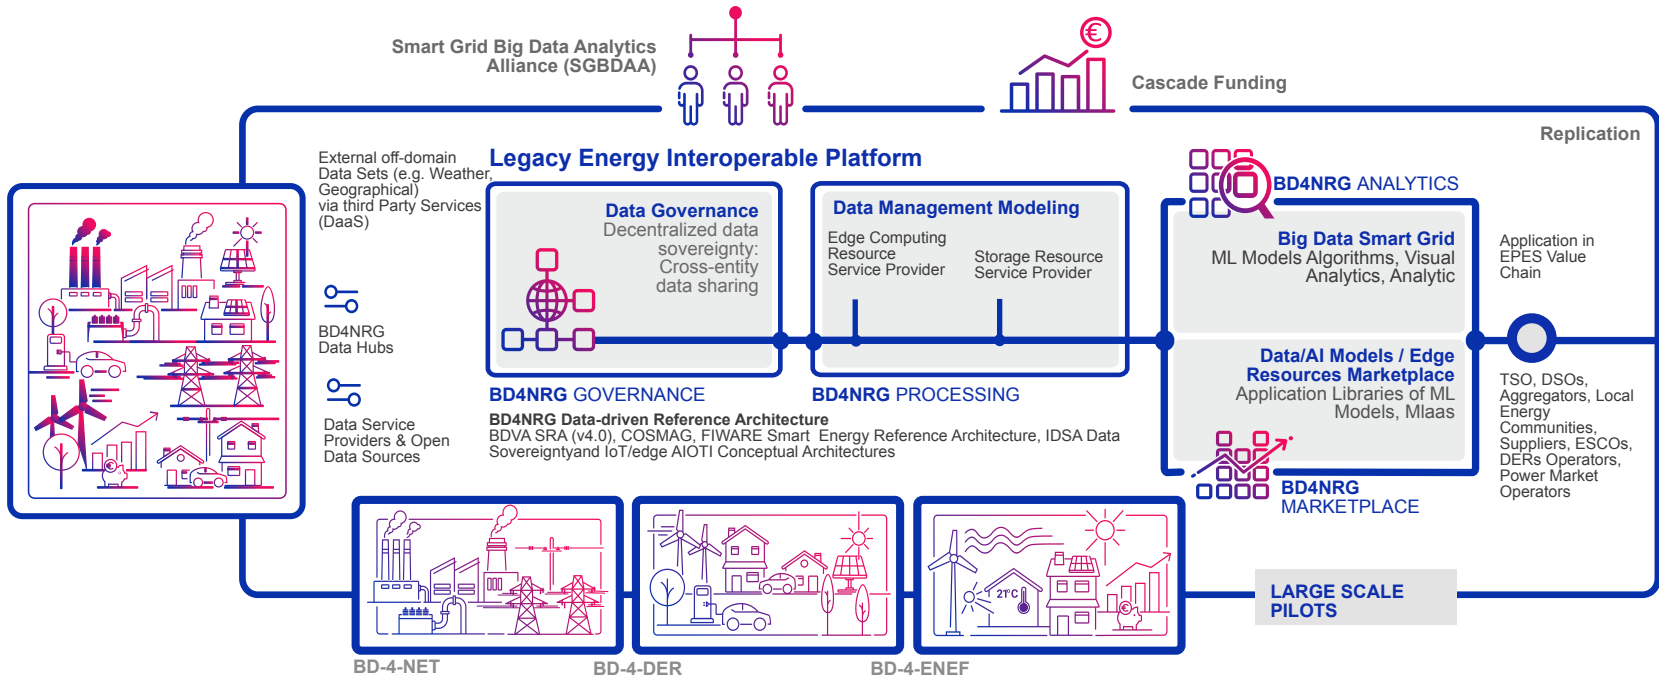 Smart Grid Big Data Analytics
Alliance (SGBDAA)
Cascade Funding
Replication
External off-domain
Data Sets (e.g. Weather,
Geographical)
via third Party Services
(DaaS)
BD4NRG
Data Hubs
Data Service
Providers & Open
Data Sources
Legacy Energy Interoperable Platform
Data Governance
Decentralized data
sovereignty:
Cross-entity
data sharing
BD4NRG GOVERNANCE
Data Management Modeling
Edge Computing
Resource
Service Provider
Storage Resource
Service Provider
BD4NRG PROCESSING
BD4NRG Data-driven Reference Architecture
BDVA SRA (v4.0), COSMAG, FIWARE Smart Energy Reference Architecture, IDSA Data
Sovereigntyand IoT/edge AIOTI Conceptual Architectures
BD4NRG ANALYTICS
Big Data Smart Grid
ML Models Algorithms, Visual
Analytics, Analytic
Data/AI Models / Edge
Resources Marketplace
Application Libraries of ML
Models, Mlaas
BD4NRG
MARKETPLACE
Application in
EPES Value
Chain
TSO, DSOs,
Aggregators, Local
Energy
Communities,
Suppliers, ESCOs,
DERs Operators,
Power Market
Operators
21°C
LARGE SCALE
PILOTS
BD-4-NET
BD-4-DER
BD-4-ENEF